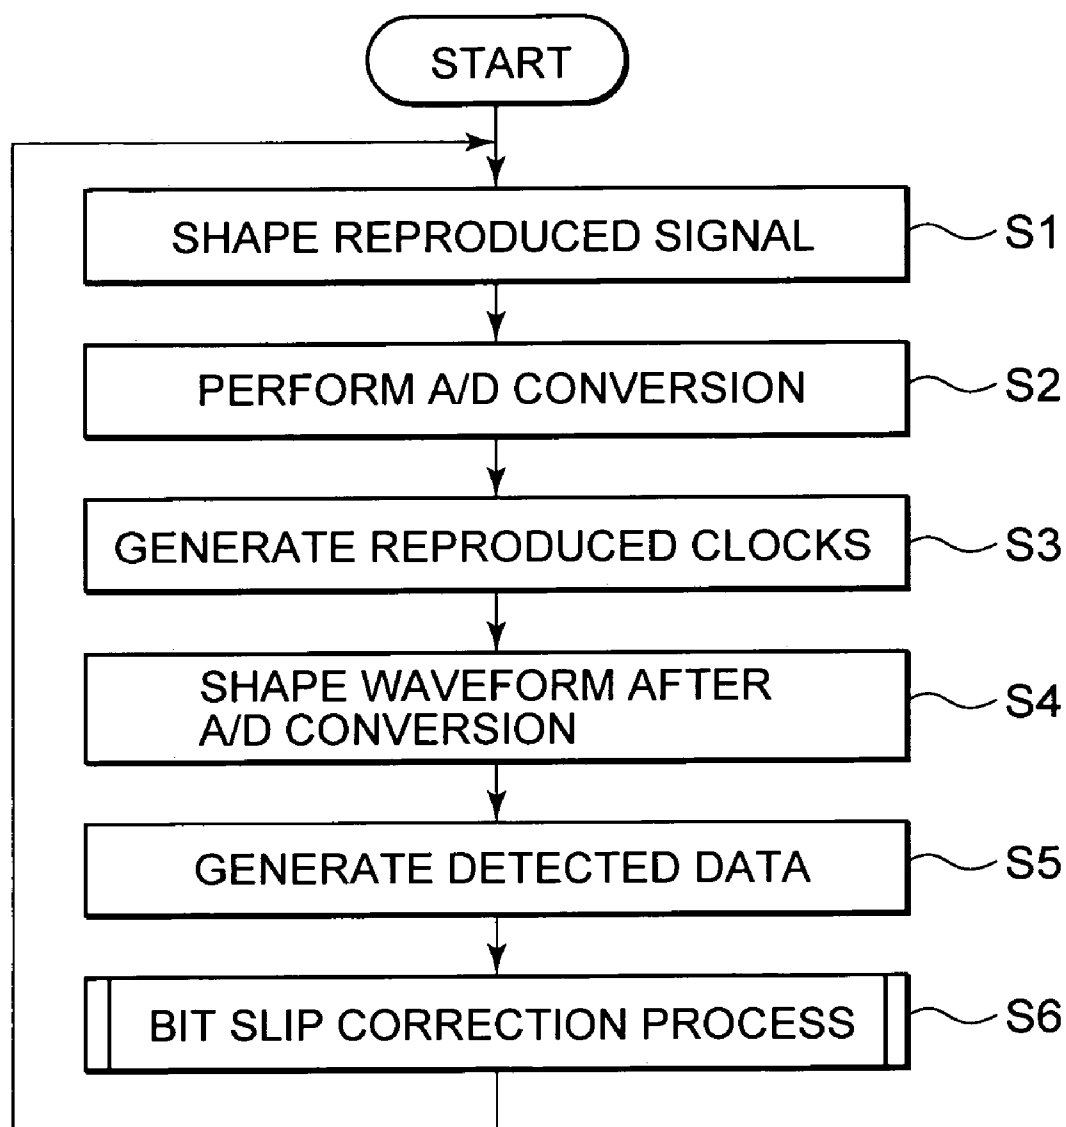 START
SHAPE REPRODUCED SIGNAL S1
PERFORM A/D CONVERSION S2
GENERATE REPRODUCED CLOCKS S3
SHAPE WAVEFORM AFTER
A/D CONVERSION S4
GENERATE DETECTED DATA S5
BIT SLIP CORRECTION PROCESS S6